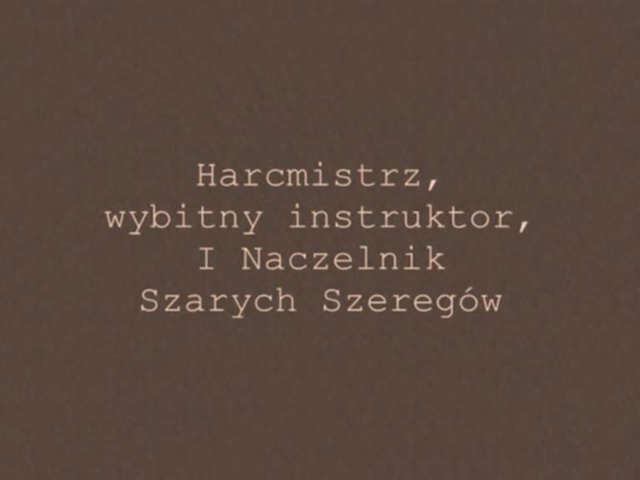 Harcmistrz,
wybitny instruktor,
I Naczelnik
Szarych Szeregów